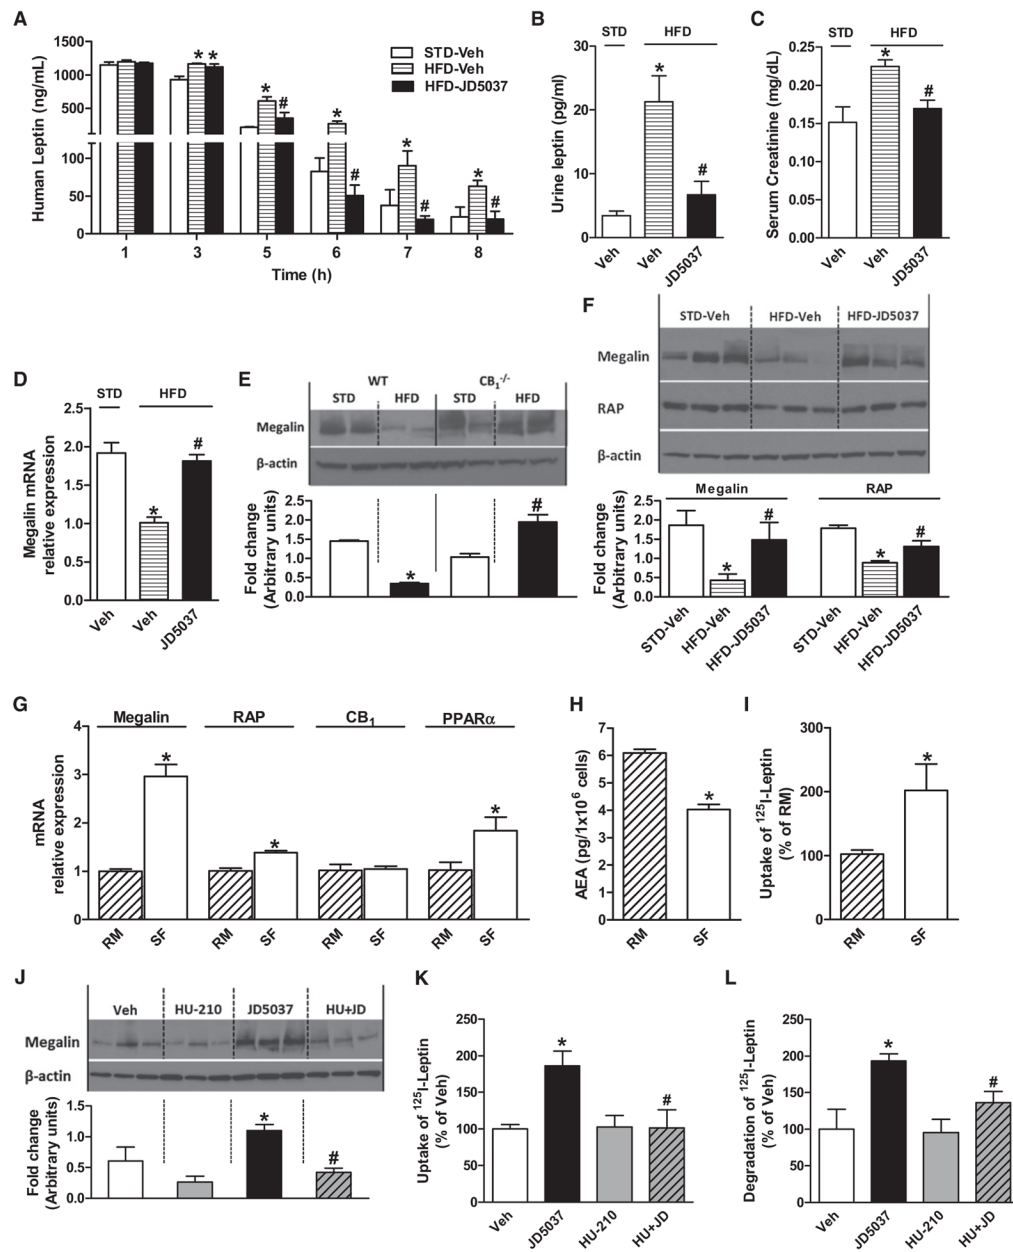 A
Human Leptin (ng/mL)
1500
1000
500
100
50
0
* *
* #
* #
* #
* #
STD-Veh
HFD-Veh
HFD-JD5037
1 3 5 6 7 8
Time (h)
B
STD HFD
Urine leptin (pg/ml)
30
20
10
0
*
#
Veh Veh JD5037
C
STD HFD
Serum Creatinine (mg/dL)
0.25
0.20
0.15
0.10
0.05
0.00
*
#
Veh Veh JD5037
D
STD HFD
Megalin mRNA
relative expression
2.5
2.0
1.5
1.0
0.5
0.0
*
#
Veh Veh JD5037
E
WT CB₁⁻/⁻
STD HFD STD HFD
Megalin
β-actin
Fold change
(Arbitrary units)
2.5
2.0
1.5
1.0
0.5
0.0
*
#
F
STD-Veh HFD-Veh HFD-JD5037
Megalin
RAP
β-actin
Megalin RAP
Fold change
(Arbitrary units)
2.5
2.0
1.5
1.0
0.5
0.0
* # * #
STD-Veh HFD-Veh HFD-JD5037 STD-Veh HFD-Veh HFD-JD5037
G
Megalin RAP CB₁ PPARα
mRNA
relative expression
4
3
2
1
0
* * *
RM SF RM SF RM SF RM SF
H
AEA (pg/1x10⁶ cells)
7
6
5
4
3
2
1
0
*
RM SF
I
Uptake of ¹²⁵I-Leptin
(% of RM)
300
200
100
0
*
RM SF
J
Veh HU-210 JD5037 HU+JD
Megalin
β-actin
Fold change
(Arbitrary units)
1.5
1.0
0.5
0.0
*
#
K
Uptake of ¹²⁵I-Leptin
(% of Veh)
250
200
150
100
50
0
*
#
Veh JD5037 HU-210 HU+JD
L
Degradation of ¹²⁵I-Leptin
(% of Veh)
250
200
150
100
50
0
*
#
Veh JD5037 HU-210 HU+JD